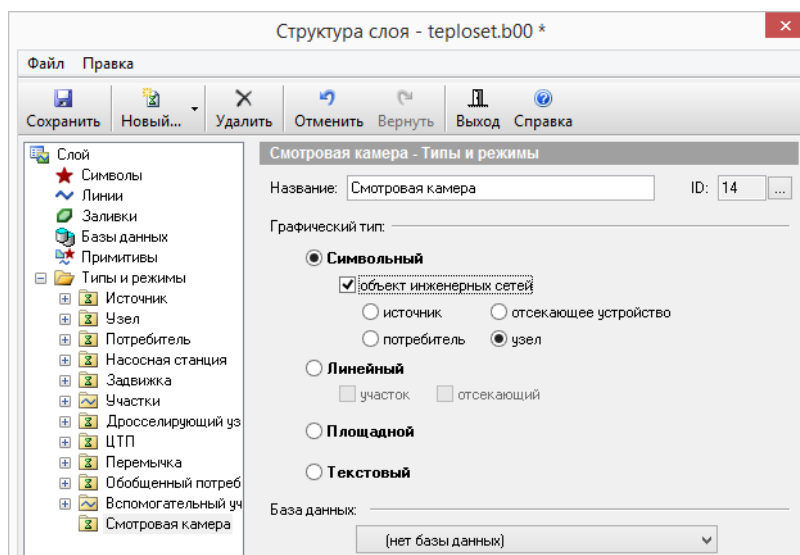 Структура слоя - teploset.b00 *
Файл Правка
Сохранить Новый... Удалить Отменить Вернуть Выход Справка
Слой
Символы
Линии
Заливки
Базы данных
Примитивы
Типы и режимы
Источник
Узел
Потребитель
Насосная станция
Задвижка
Участки
Дросселирующий уз
ЦТП
Перемычка
Обобщенный потреб
Вспомогательный уч
Смотровая камера
Смотровая камера - Типы и режимы
Название: Смотровая камера ID: 14 ...
Графический тип:
Символьный
объект инженерных сетей
источник отсекающее устройство
потребитель узел
Линейный
участок отсекающий
Площадной
Текстовый
База данных:
(нет базы данных)